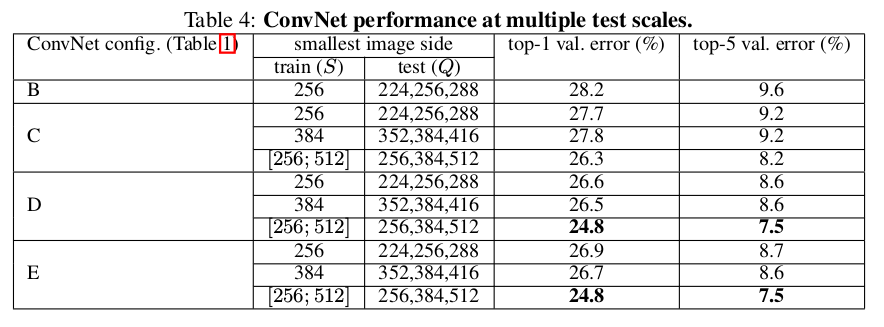 Table 4: ConvNet performance at multiple test scales.
ConvNet config. (Table 1) smallest image side top-1 val. error (%) top-5 val. error (%)
train (S) test (Q)
B 256 224,256,288 28.2 9.6
256 224,256,288 27.7 9.2
C 384 352,384,416 27.8 9.2
[256; 512] 256,384,512 26.3 8.2
256 224,256,288 26.6 8.6
D 384 352,384,416 26.5 8.6
[256; 512] 256,384,512 24.8 7.5
256 224,256,288 26.9 8.7
E 384 352,384,416 26.7 8.6
[256; 512] 256,384,512 24.8 7.5